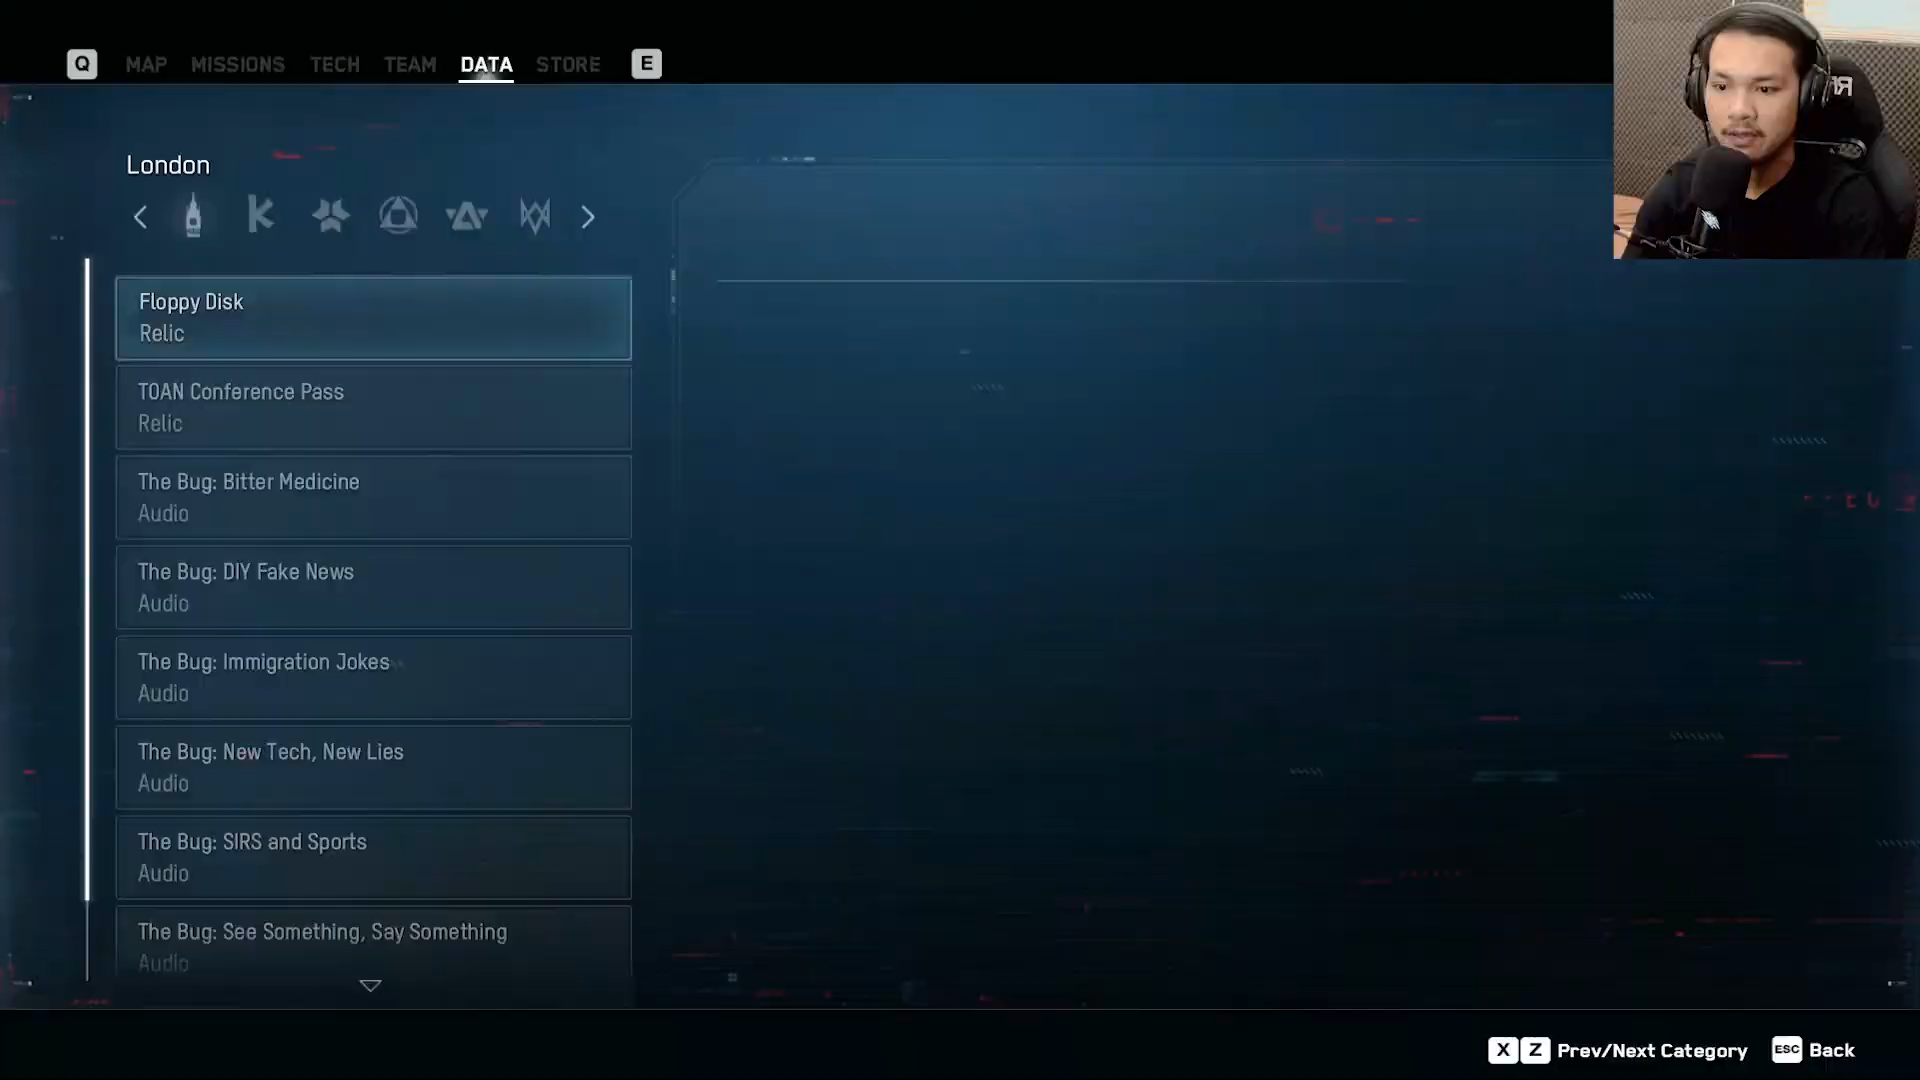 Q MAP MISSIONS TECH TEAM DATA STORE E
London
Floppy Disk
Relic
TOAN Conference Pass
Relic
The Bug: Bitter Medicine
Audio
The Bug: DIY Fake News
Audio
The Bug: Immigration Jokes
Audio
The Bug: New Tech, New Lies
Audio
The Bug: SIRS and Sports
Audio
The Bug: See Something, Say Something
Audio
X Z Prev/Next Category ESC Back